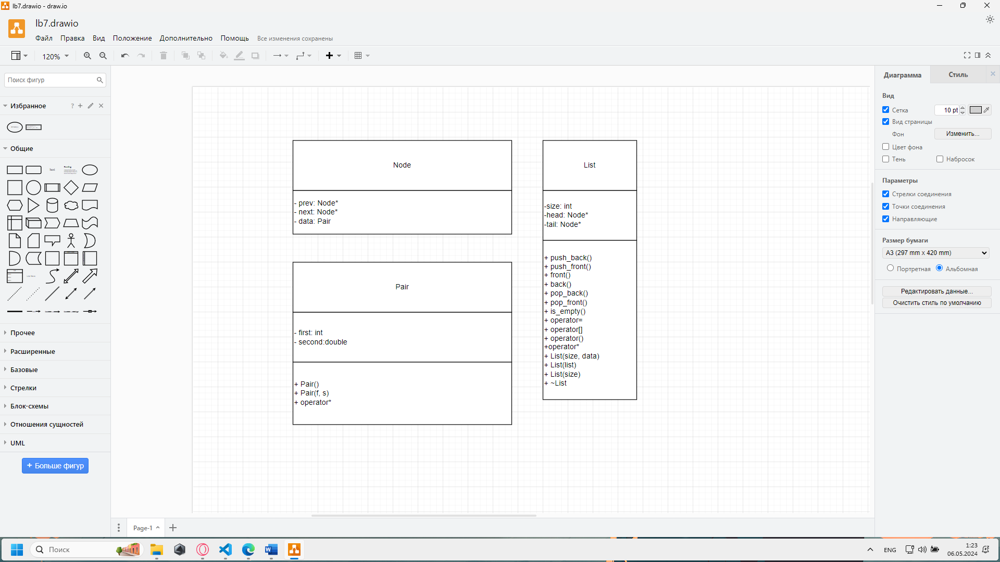 lb7.drawio - draw.io
lb7.drawio
Файл Правка Вид Положение Дополнительно Помощь Все изменения сохранены
120%
Поиск фигур
Избранное
?
Общие
Text
Heading
Прочее
Расширенные
Базовые
Стрелки
Блок-схемы
Отношения сущностей
UML
+ Больше фигур
Node
- prev: Node*
- next: Node*
- data: Pair
Pair
- first: int
- second:double
+ Pair()
+ Pair(f, s)
+ operator*
List
-size: int
-head: Node*
-tail: Node*
+ push_back()
+ push_front()
+ front()
+ back()
+ pop_back()
+ pop_front()
+ is_empty()
+ operator=
+ operator[]
+ operator()
+operator*
+ List(size, data)
+ List(list)
+ List(size)
+ ~List
Диаграмма Стиль
Вид
Сетка 10 pt
Вид страницы
Фон Изменить...
Цвет фона
Тень Набросок
Параметры
Стрелки соединения
Точки соединения
Направляющие
Размер бумаги
A3 (297 mm x 420 mm)
Портретная Альбомная
Редактировать данные...
Очистить стиль по умолчанию
Page-1
Поиск
ENG
1:23
06.05.2024